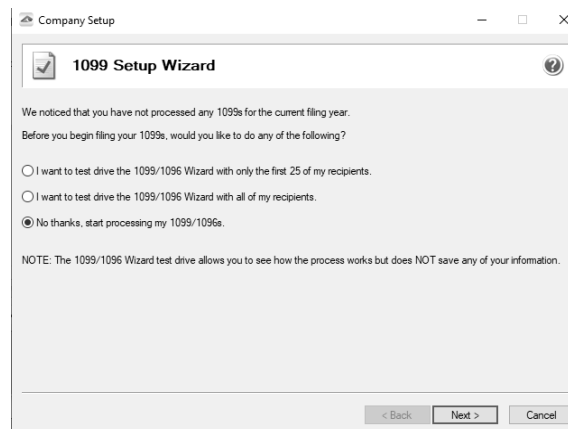 Company Setup
1099 Setup Wizard
We noticed that you have not processed any 1099s for the current filing year.
Before you begin filing your 1099s, would you like to do any of the following?
I want to test drive the 1099/1096 Wizard with only the first 25 of my recipients.
I want to test drive the 1099/1096 Wizard with all of my recipients.
No thanks, start processing my 1099/1096s.
NOTE: The 1099/1096 Wizard test drive allows you to see how the process works but does NOT save any of your information.
< Back Next > Cancel